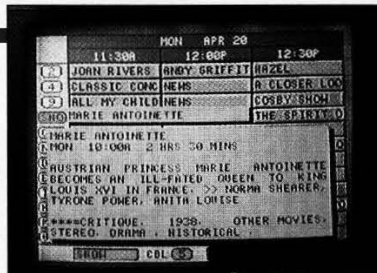 MON APR 20
11:30A 12:00P 12:30P
2 JOAN RIVERS ANDY GRIFFIT HAZEL
4 CLASSIC CONC NEWS A CLOSER LOO
9 ALL MY CHILD NEWS COSBY SHOW
SHO MARIE ANTOINETTE THE SPIRIT O
MARIE ANTOINETTE
MON 10:00A 2 HRS 30 MINS
AUSTRIAN PRINCESS MARIE ANTOINETTE
BECOMES AN ILL-FATED QUEEN TO KING
LOUIS XVI IN FRANCE. >> NORMA SHEARER,
TYRONE POWER, ANITA LOUISE
****CRITIQUE. 1938. OTHER MOVIES.
STEREO. DRAMA . HISTORICAL .
CBL